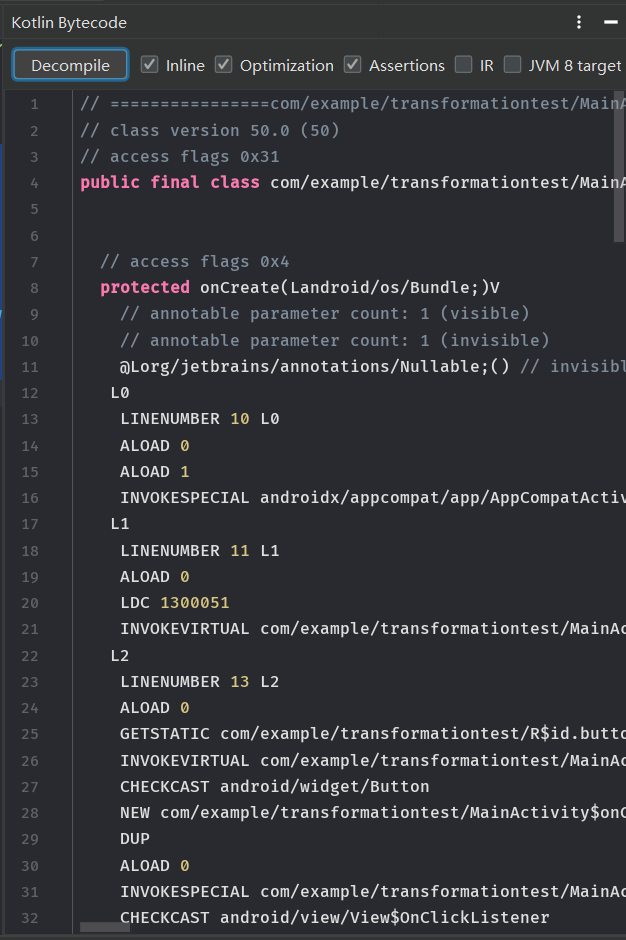 Kotlin Bytecode
Decompile Inline Optimization Assertions IR JVM 8 target
1 // ================com/example/transformationtest/MainA
2 // class version 50.0 (50)
3 // access flags 0x31
4 public final class com/example/transformationtest/MainA
5
6
7 // access flags 0x4
8 protected onCreate(Landroid/os/Bundle;)V
9 // annotable parameter count: 1 (visible)
10 // annotable parameter count: 1 (invisible)
11 @Lorg/jetbrains/annotations/Nullable;() // invisibl
12 L0
13 LINENUMBER 10 L0
14 ALOAD 0
15 ALOAD 1
16 INVOKESPECIAL androidx/appcompat/app/AppCompatActiv
17 L1
18 LINENUMBER 11 L1
19 ALOAD 0
20 LDC 1300051
21 INVOKEVIRTUAL com/example/transformationtest/MainAc
22 L2
23 LINENUMBER 13 L2
24 ALOAD 0
25 GETSTATIC com/example/transformationtest/R$id.butto
26 INVOKEVIRTUAL com/example/transformationtest/MainAc
27 CHECKCAST android/widget/Button
28 NEW com/example/transformationtest/MainActivity$onC
29 DUP
30 ALOAD 0
31 INVOKESPECIAL com/example/transformationtest/MainAc
32 CHECKCAST android/view/View$OnClickListener